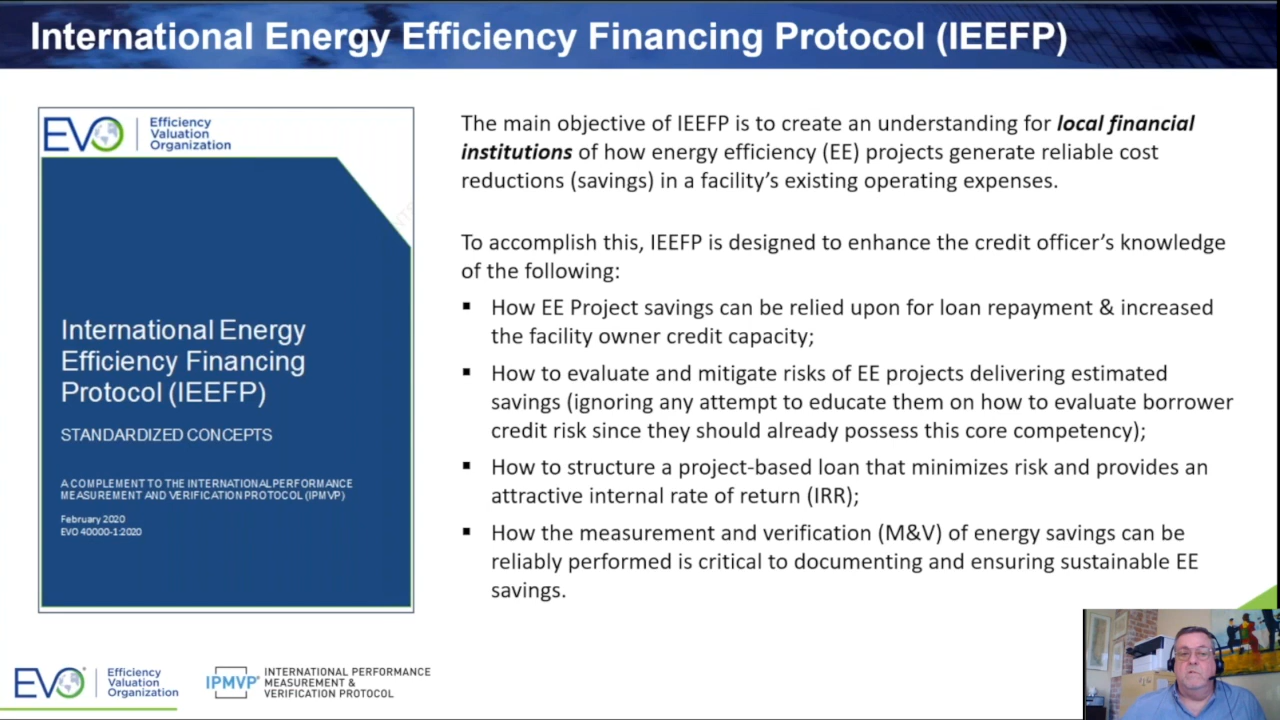 International Energy Efficiency Financing Protocol (IEEFP)
EVO
Efficiency
Valuation
Organization
International Energy
Efficiency Financing
Protocol (IEEFP)
STANDARDIZED CONCEPTS
A COMPLEMENT TO THE INTERNATIONAL PERFORMANCE
MEASUREMENT AND VERIFICATION PROTOCOL (IPMVP)
February 2020
EVO 40000-1:2020
The main objective of IEEFP is to create an understanding for local financial
institutions of how energy efficiency (EE) projects generate reliable cost
reductions (savings) in a facility’s existing operating expenses.
To accomplish this, IEEFP is designed to enhance the credit officer’s knowledge
of the following:
▪ How EE Project savings can be relied upon for loan repayment & increased
the facility owner credit capacity;
▪ How to evaluate and mitigate risks of EE projects delivering estimated
savings (ignoring any attempt to educate them on how to evaluate borrower
credit risk since they should already possess this core competency);
▪ How to structure a project-based loan that minimizes risk and provides an
attractive internal rate of return (IRR);
▪ How the measurement and verification (M&V) of energy savings can be
reliably performed is critical to documenting and ensuring sustainable EE
savings.
EVO®
Efficiency
Valuation
Organization
IPMVP®
INTERNATIONAL PERFORMANCE
MEASUREMENT &
VERIFICATION PROTOCOL